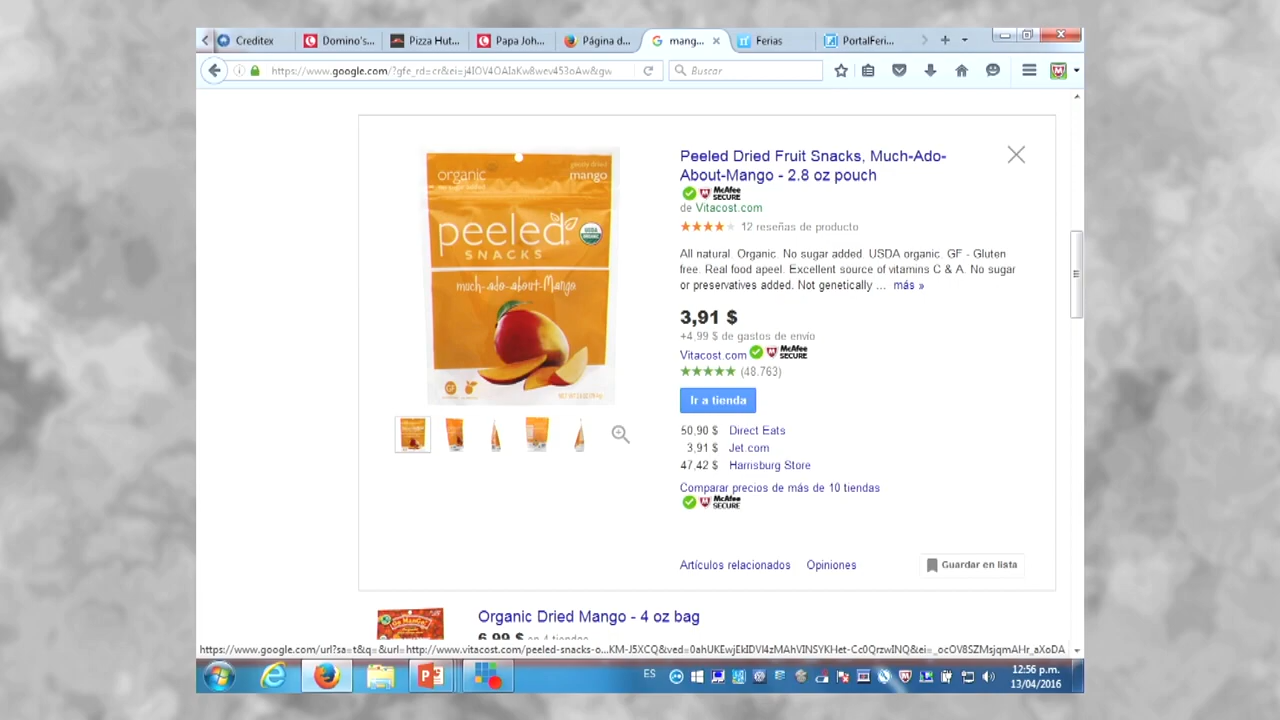 Creditex
Domino's...
Pizza Hut...
Papa Joh...
Página d...
mang...
Ferias
PortalFeri...
Buscar
organic
mango
peeled
SNACKS
much-ado-about-Mango
Peeled Dried Fruit Snacks, Much-Ado-
About-Mango - 2.8 oz pouch
McAfee
SECURE
de Vitacost.com
12 reseñas de producto
All natural. Organic. No sugar added. USDA organic. GF - Gluten
free. Real food apeel. Excellent source of vitamins C & A. No sugar
or preservatives added. Not genetically ... más »
3,91 $
+4,99 $ de gastos de envío
Vitacost.com McAfee SECURE
(48.763)
Ir a tienda
50,90 $ Direct Eats
3,91 $ Jet.com
47,42 $ Harrisburg Store
Comparar precios de más de 10 tiendas
McAfee
SECURE
Artículos relacionados Opiniones Guardar en lista
Organic Dried Mango - 4 oz bag
6,99 $ en 4 tiendas
ES
12:56 p.m.
13/04/2016